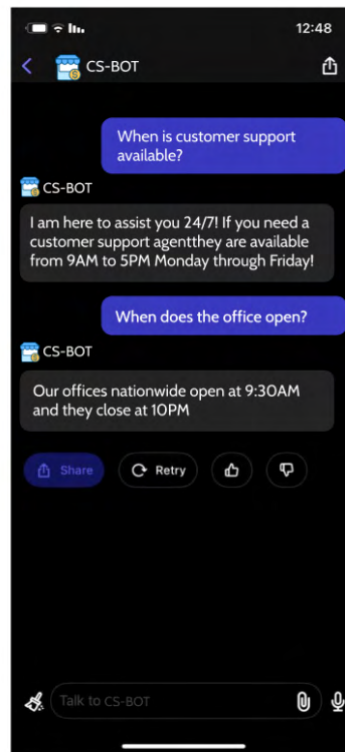 12:48
CS-BOT
When is customer support
available?
CS-BOT
I am here to assist you 24/7! If you need a
customer support agentthey are available
from 9AM to 5PM Monday through Friday!
When does the office open?
CS-BOT
Our offices nationwide open at 9:30AM
and they close at 10PM
Share
Retry
Talk to CS-BOT